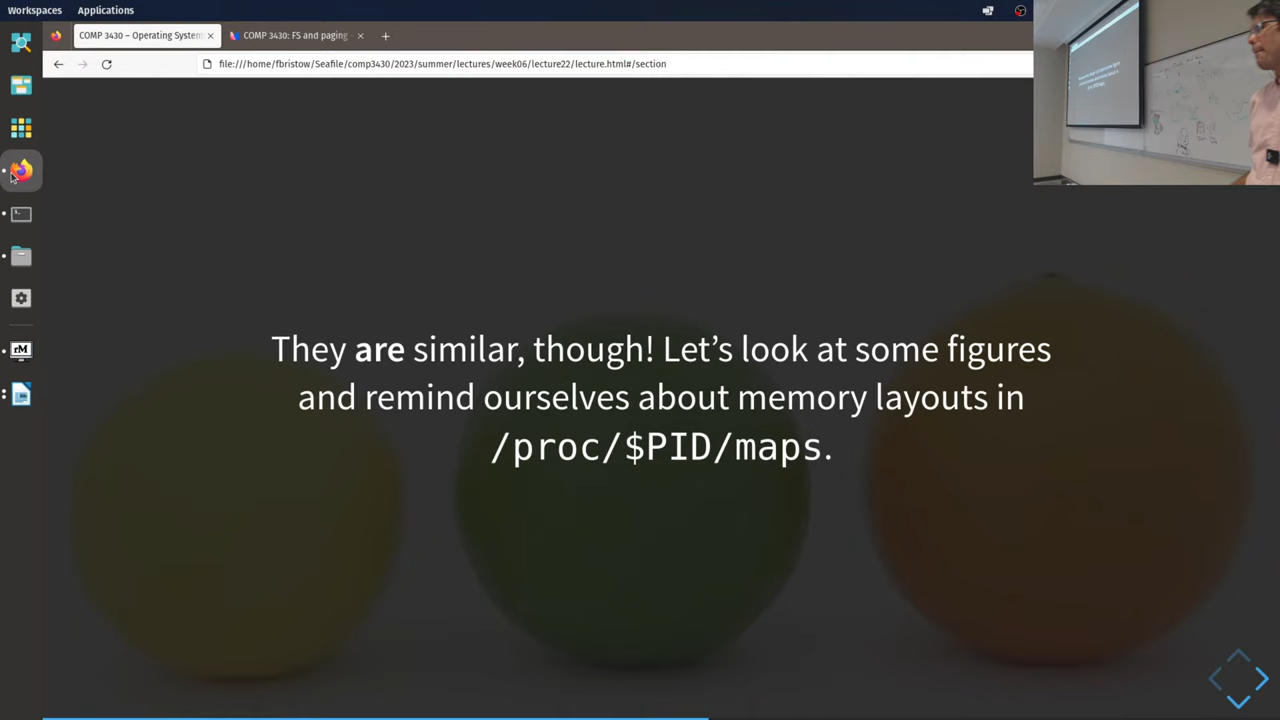 Workspaces Applications
COMP 3430 – Operating System
COMP 3430: FS and paging -
file:///home/fbristow/Seafile/comp3430/2023/summer/lectures/week06/lecture22/lecture.html#/section
rM
They are similar, though! Let’s look at some figures
and remind ourselves about memory layouts in
/proc/$PID/maps.